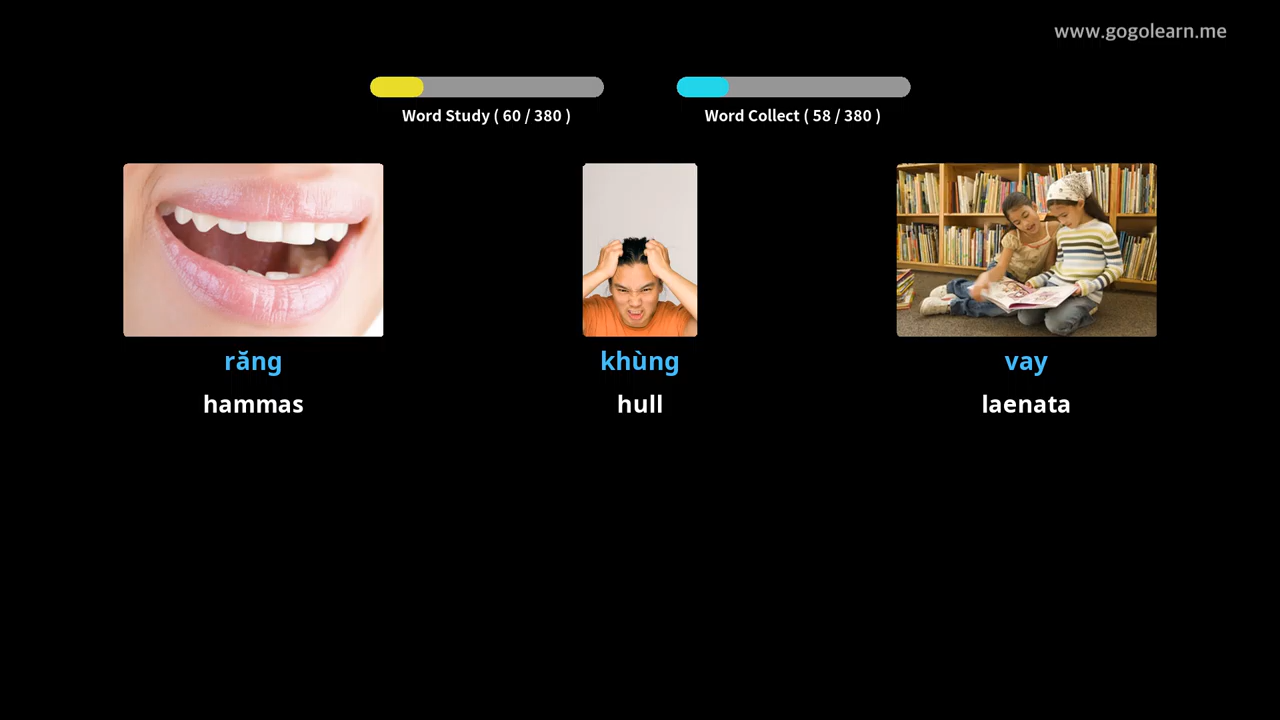 www.gogolearn.me
Word Study ( 60 / 380 )
Word Collect ( 58 / 380 )
răng
khùng
vay
hammas
hull
laenata